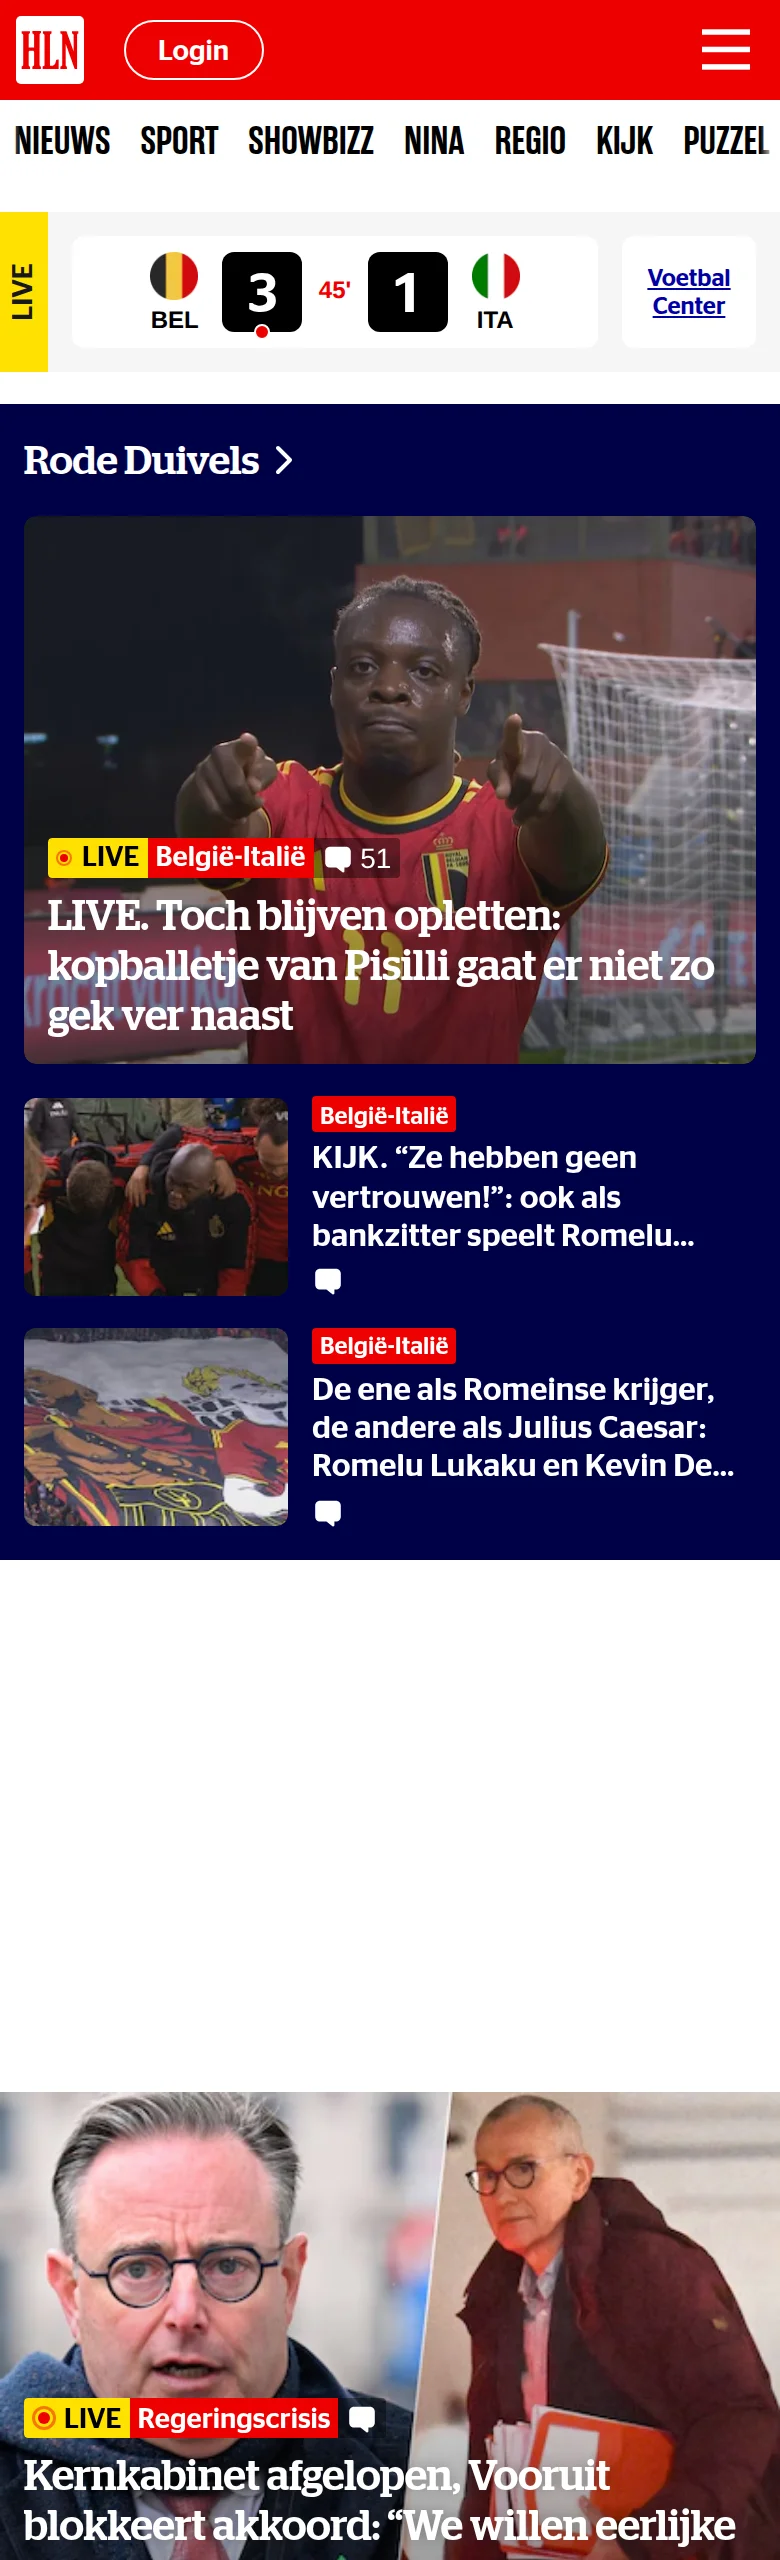 HLN
Login
NIEUWS SPORT SHOWBIZZ NINA REGIO KIJK PUZZEL
LIVE
BEL 3 45' 1 ITA
Voetbal
Center
Rode Duivels
LIVE België-Italië 51
LIVE. Toch blijven opletten:
kopballetje van Pisilli gaat er niet zo
gek ver naast
België-Italië
KIJK. “Ze hebben geen
vertrouwen!”: ook als
bankzitter speelt Romelu...
België-Italië
De ene als Romeinse krijger,
de andere als Julius Caesar:
Romelu Lukaku en Kevin De...
LIVE Regeringscrisis
Kernkabinet afgelopen, Vooruit
blokkeert akkoord: “We willen eerlijke